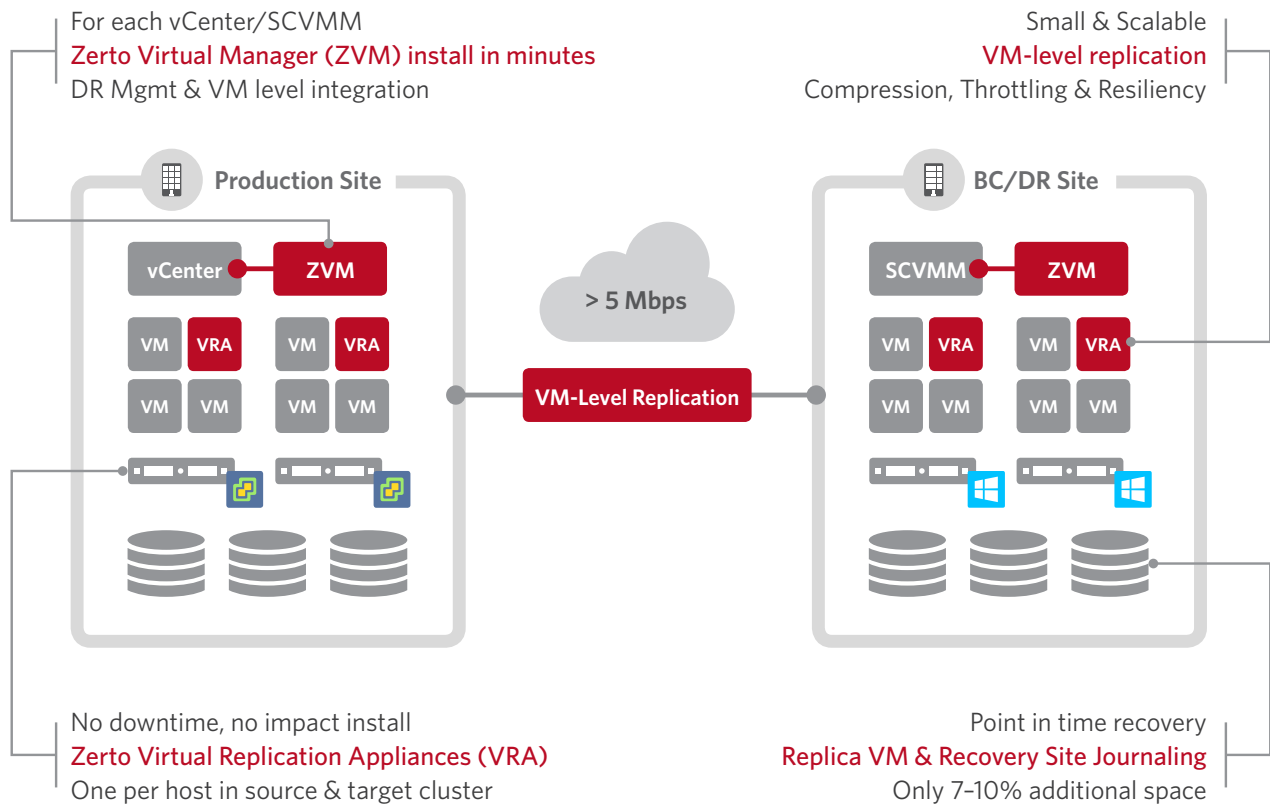 For each vCenter/SCVMM
Zerto Virtual Manager (ZVM) install in minutes
DR Mgmt & VM level integration
Small & Scalable
VM-level replication
Compression, Throttling & Resiliency
Production Site
vCenter
ZVM
VM
VRA
VM
VRA
VM
VM
VM
VM
> 5 Mbps
VM-Level Replication
BC/DR Site
SCVMM
ZVM
VM
VRA
VM
VRA
VM
VM
VM
VM
No downtime, no impact install
Zerto Virtual Replication Appliances (VRA)
One per host in source & target cluster
Point in time recovery
Replica VM & Recovery Site Journaling
Only 7–10% additional space